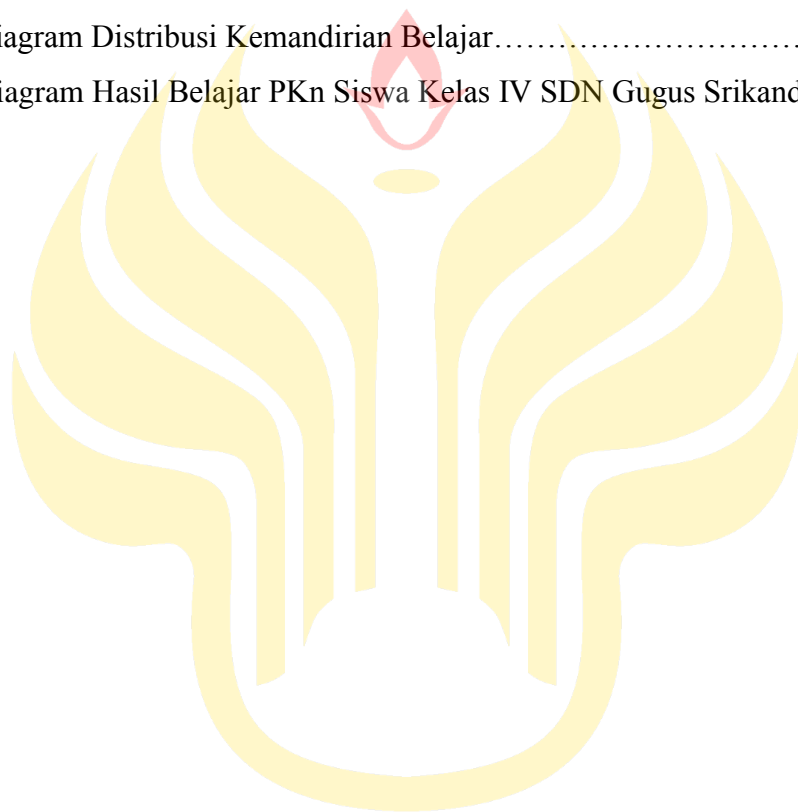 iagram Distribusi Kemandirian Belajar…………………………
iagram Hasil Belajar PKn Siswa Kelas IV SDN Gugus Srikand